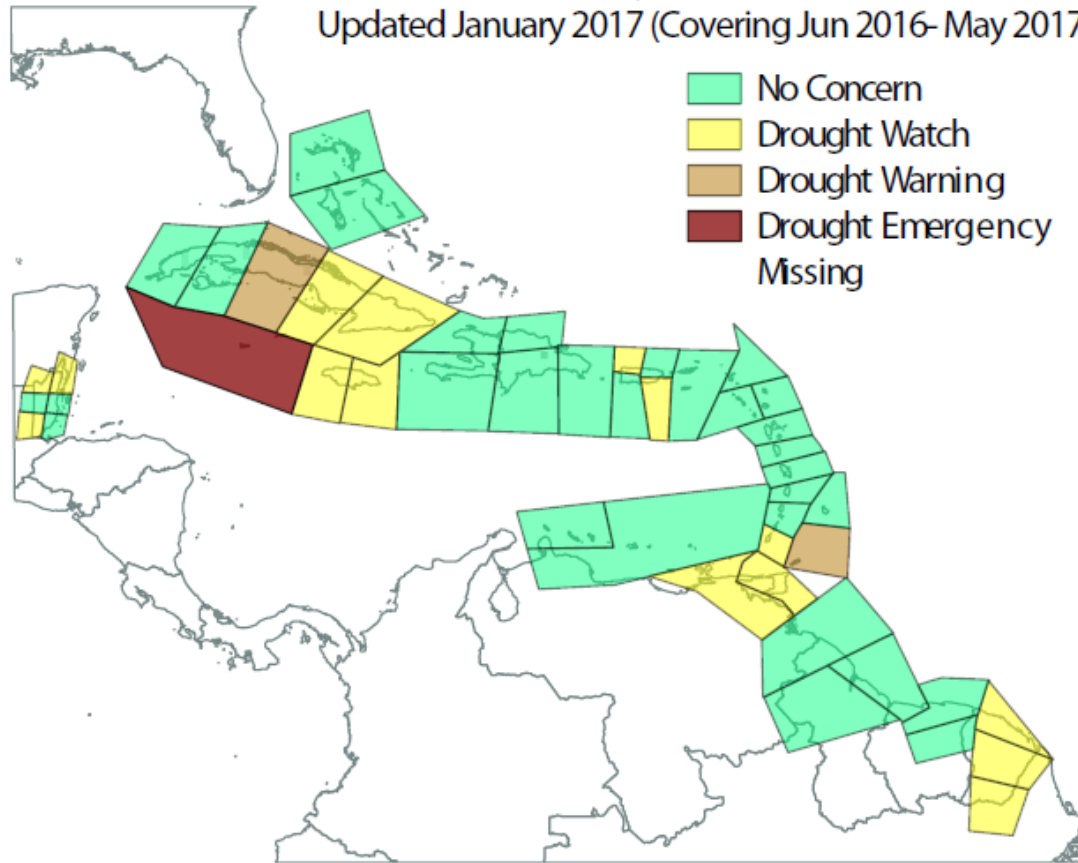 Updated January 2017 (Covering Jun 2016- May 2017
No Concern
Drought Watch
Drought Warning
Drought Emergency
Missing